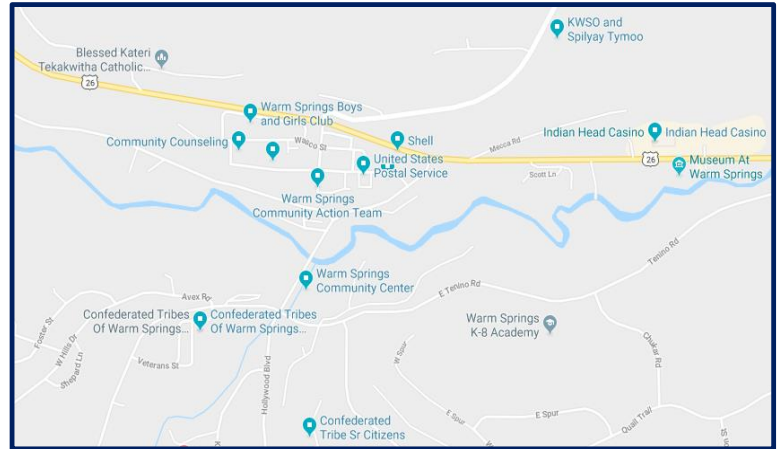 KWSO and
Spilyay Tymoo
Blessed Kateri
Tekakwitha Catholic...
26
Warm Springs Boys
and Girls Club
Community Counseling
Wasco St
Shell
Mecca Rd
Indian Head Casino
Indian Head Casino
United States
Postal Service
26
Museum At
Warm Springs
Scott Ln
Warm Springs
Community Action Team
Tenino Rd
Warm Springs
Community Center
E Tenino Rd
Confederated Tribes
Of Warm Springs...
Confederated Tribes
Of Warm Springs...
Warm Springs
K-8 Academy
Foster St
W Hills Dr
Shepard Ln
Veterans St
Hollywood Blvd
W Spur
Chukar Rd
E Spur
E Spur
Quail Trail
Confederated
Tribe Sr Citizens